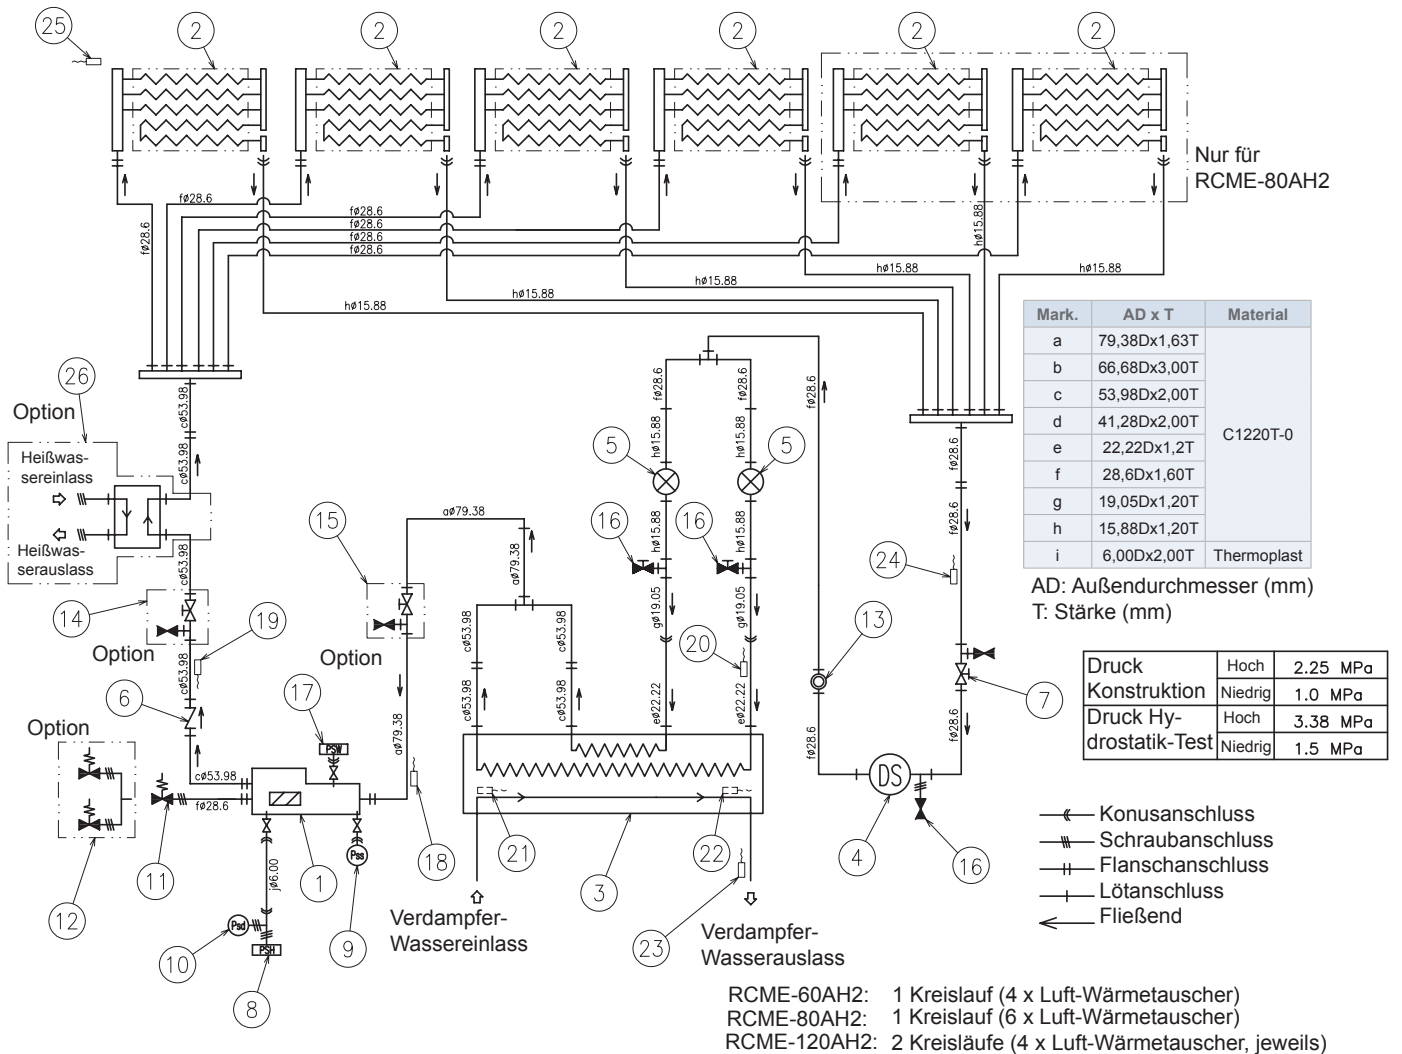 25
2
2
2
2
2
2
Nur für
RCME-80AH2
fø28.6
fø28.6
fø28.6
fø28.6
fø28.6
fø28.6
hø15.88
hø15.88
hø15.88
hø15.88
hø15.88
hø15.88
Mark. AD x T Material
a 79,38Dx1,63T
b 66,68Dx3,00T
c 53,98Dx2,00T
d 41,28Dx2,00T
e 22,22Dx1,2T
f 28,6Dx1,60T
g 19,05Dx1,20T
h 15,88Dx1,20T
C1220T-0
i 6,00Dx2,00T Thermoplast
AD: Außendurchmesser (mm)
T: Stärke (mm)
26
Option
Heißwas-
sereinlass
Heißwas-
serauslass
cø53.98
cø53.98
cø53.98
14
Option
19
cø53.98
6
Option
cø53.98
fø28.6
12
11
1
jø6.00
Psd
10
PSH
8
Pss
9
PSW
17
15
Option
aø79.38
aø79.38
aø79.38
18
cø53.98
cø53.98
cø53.98
cø53.98
fø28.6
fø28.6
hø15.88
hø15.88
5
5
16
16
hø15.88
hø15.88
gø19.05
gø19.05
20
eø22.22
eø22.22
21
22
3
23
Verdampfer-
Wassereinlass
Verdampfer-
Wasserauslass
fø28.6
13
fø28.6
DS
4
16
fø28.6
fø28.6
24
7
fø28.6
Druck
Konstruktion
Hoch 2.25 MPa
Niedrig 1.0 MPa
Druck Hy-
drostatik-Test
Hoch 3.38 MPa
Niedrig 1.5 MPa
Konusanschluss
Schraubanschluss
Flanschanschluss
Lötanschluss
Fließend
RCME-60AH2: 1 Kreislauf (4 x Luft-Wärmetauscher)
RCME-80AH2: 1 Kreislauf (6 x Luft-Wärmetauscher)
RCME-120AH2: 2 Kreisläufe (4 x Luft-Wärmetauscher, jeweils)